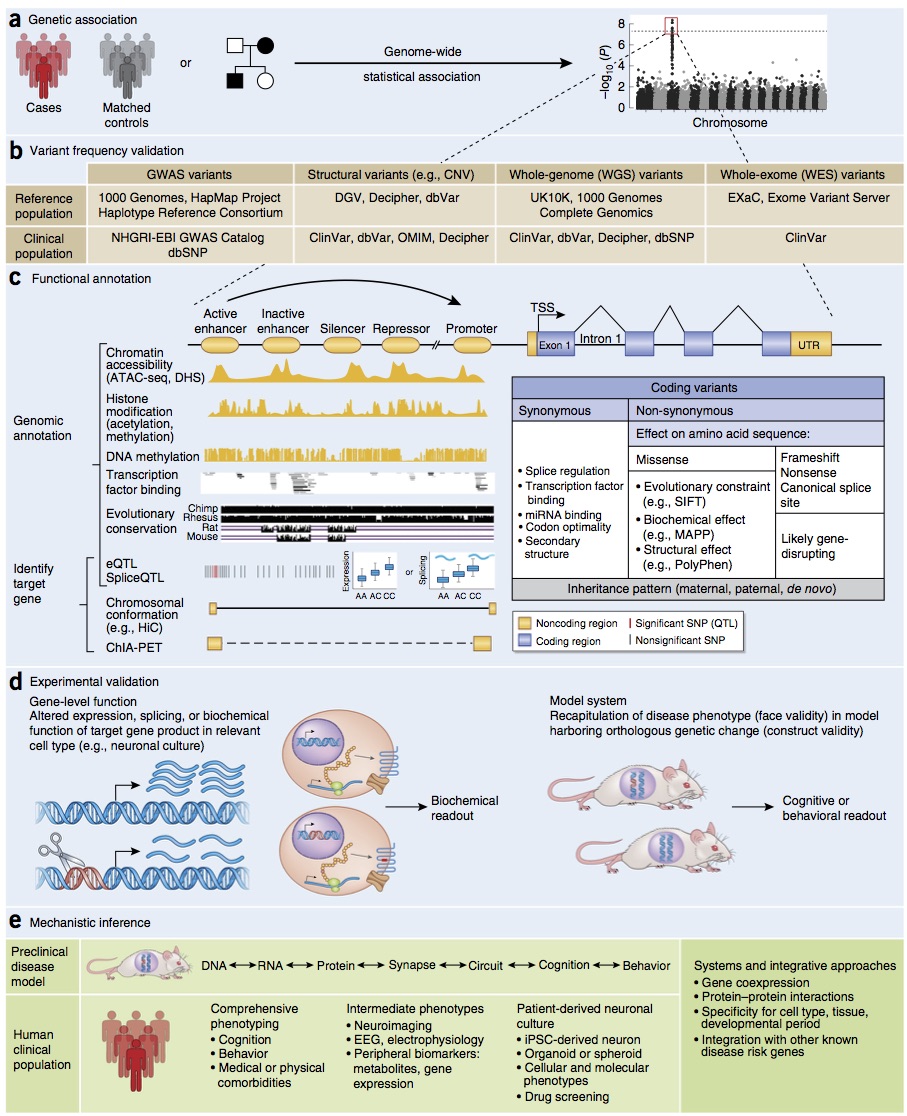 a Genetic association
Cases
Matched
controls
or
Genome-wide
statistical association
–log10 (P)
8
6
4
2
0
Chromosome
b Variant frequency validation
GWAS variants
Structural variants (e.g., CNV)
Whole-genome (WGS) variants
Whole-exome (WES) variants
Reference
population
1000 Genomes, HapMap Project
Haplotype Reference Consortium
DGV, Decipher, dbVar
UK10K, 1000 Genomes
Complete Genomics
EXaC, Exome Variant Server
Clinical
population
NHGRI-EBI GWAS Catalog
dbSNP
ClinVar, dbVar, OMIM, Decipher
ClinVar, dbVar, Decipher, dbSNP
ClinVar
c Functional annotation
Active
enhancer
Inactive
enhancer
Silencer
Repressor
Promoter
TSS
Exon 1
Intron 1
UTR
Genomic
annotation
Chromatin
accessibility
(ATAC-seq, DHS)
Histone
modification
(acetylation,
methylation)
DNA methylation
Transcription
factor binding
Evolutionary
conservation
Chimp
Rhesus
Rat
Mouse
Identify
target
gene
eQTL
SpliceQTL
Expression
AA AC CC
or
Splicing
AA AC CC
Chromosomal
conformation
(e.g., HiC)
ChIA-PET
Coding variants
Synonymous
Non-synonymous
Effect on amino acid sequence:
• Splice regulation
• Transcription factor
binding
• miRNA binding
• Codon optimality
• Secondary
structure
Missense
• Evolutionary constraint
(e.g., SIFT)
• Biochemical effect
(e.g., MAPP)
• Structural effect
(e.g., PolyPhen)
Frameshift
Nonsense
Canonical splice
site
Likely gene-
disrupting
Inheritance pattern (maternal, paternal, de novo)
Noncoding region
Significant SNP (QTL)
Coding region
Nonsignificant SNP
d Experimental validation
Gene-level function
Altered expression, splicing, or biochemical
function of target gene product in relevant
cell type (e.g., neuronal culture)
Biochemical
readout
Model system
Recapitulation of disease phenotype (face validity) in model
harboring orthologous genetic change (construct validity)
Cognitive or
behavioral readout
e Mechanistic inference
Preclinical
disease
model
DNA
RNA
Protein
Synapse
Circuit
Cognition
Behavior
Human
clinical
population
Comprehensive
phenotyping
• Cognition
• Behavior
• Medical or physical
comorbidities
Intermediate phenotypes
• Neuroimaging
• EEG, electrophysiology
• Peripheral biomarkers:
metabolites, gene
expression
Patient-derived neuronal
culture
• iPSC-derived neuron
• Organoid or spheroid
• Cellular and molecular
phenotypes
• Drug screening
Systems and integrative approaches
• Gene coexpression
• Protein–protein interactions
• Specificity for cell type, tissue,
developmental period
• Integration with other known
disease risk genes